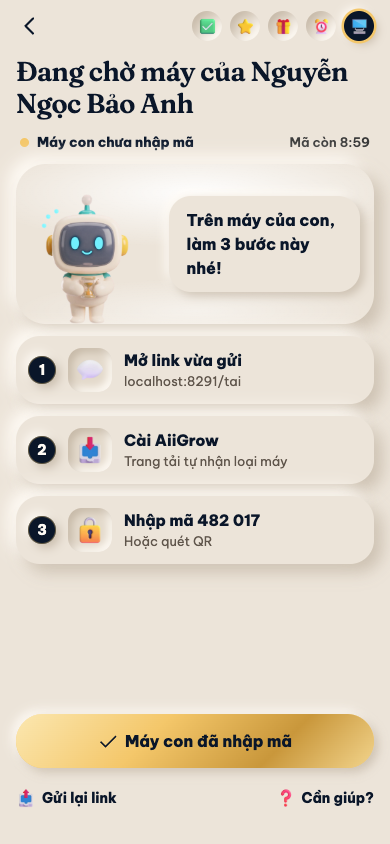 Đang chờ máy của Nguyễn
Ngọc Bảo Anh
Máy con chưa nhập mã
Mã còn 8:59
Trên máy của con,
làm 3 bước này
nhé!
1
Mở link vừa gửi
localhost:8291/tai
2
Cài AiiGrow
Trang tải tự nhận loại máy
3
Nhập mã 482 017
Hoặc quét QR
Máy con đã nhập mã
Gửi lại link
Cần giúp?